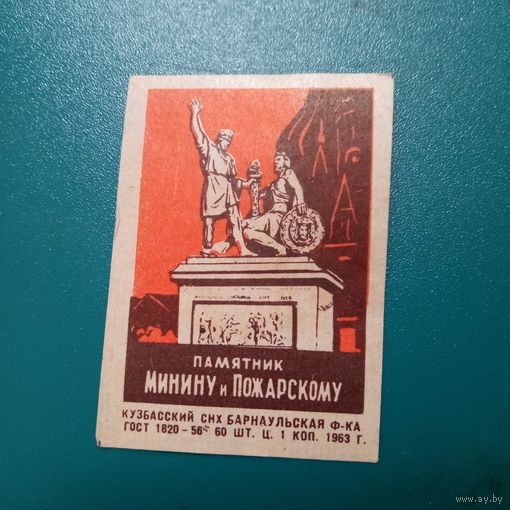 ПАМЯТНИК
МИНИНУ и ПОЖАРСКОМУ
КУЗБАССКИЙ СНХ БАРНАУЛЬСКАЯ Ф-КА
ГОСТ 1820-56 60 ШТ. Ц. 1 КОП. 1963 Г.
www.ay.by